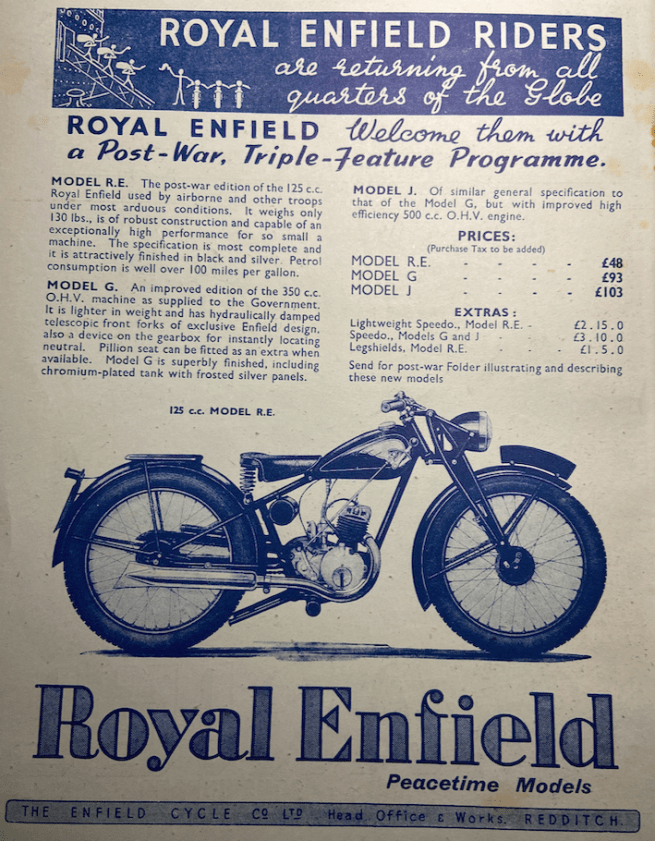 ROYAL ENFIELD RIDERS
are returning from all
quarters of the Globe
ROYAL ENFIELD Welcome them with
a Post-War, Triple-Feature Programme.
MODEL R.E. The post-war edition of the 125 c.c.
Royal Enfield used by airborne and other troops
under most arduous conditions. It weighs only
130 lbs., is of robust construction and capable of an
exceptionally high performance for so small a
machine. The specification is most complete and
it is attractively finished in black and silver. Petrol
consumption is well over 100 miles per gallon.
MODEL G. An improved edition of the 350 c.c.
O.H.V. machine as supplied to the Government.
It is lighter in weight and has hydraulically damped
telescopic front forks of exclusive Enfield design,
also a device on the gearbox for instantly locating
neutral. Pillion seat can be fitted as an extra when
available. Model G is superbly finished, including
chromium-plated tank with frosted silver panels.
MODEL J. Of similar general specification to
that of the Model G, but with improved high
efficiency 500 c.c. O.H.V. engine.
PRICES:
(Purchase Tax to be added)
MODEL R.E. - - - - £48
MODEL G - - - - £93
MODEL J - - - - £103
EXTRAS :
Lightweight Speedo., Model R.E. - £2 . 15 . 0
Speedo., Models G and J - £3 . 10 . 0
Legshields, Model R.E. - £1 . 5 . 0
Send for post-war Folder illustrating and describing
these new models
125 c.c. MODEL R.E.
Royal Enfield
Peacetime Models
THE ENFIELD CYCLE Co LTD Head Office & Works, REDDITCH.